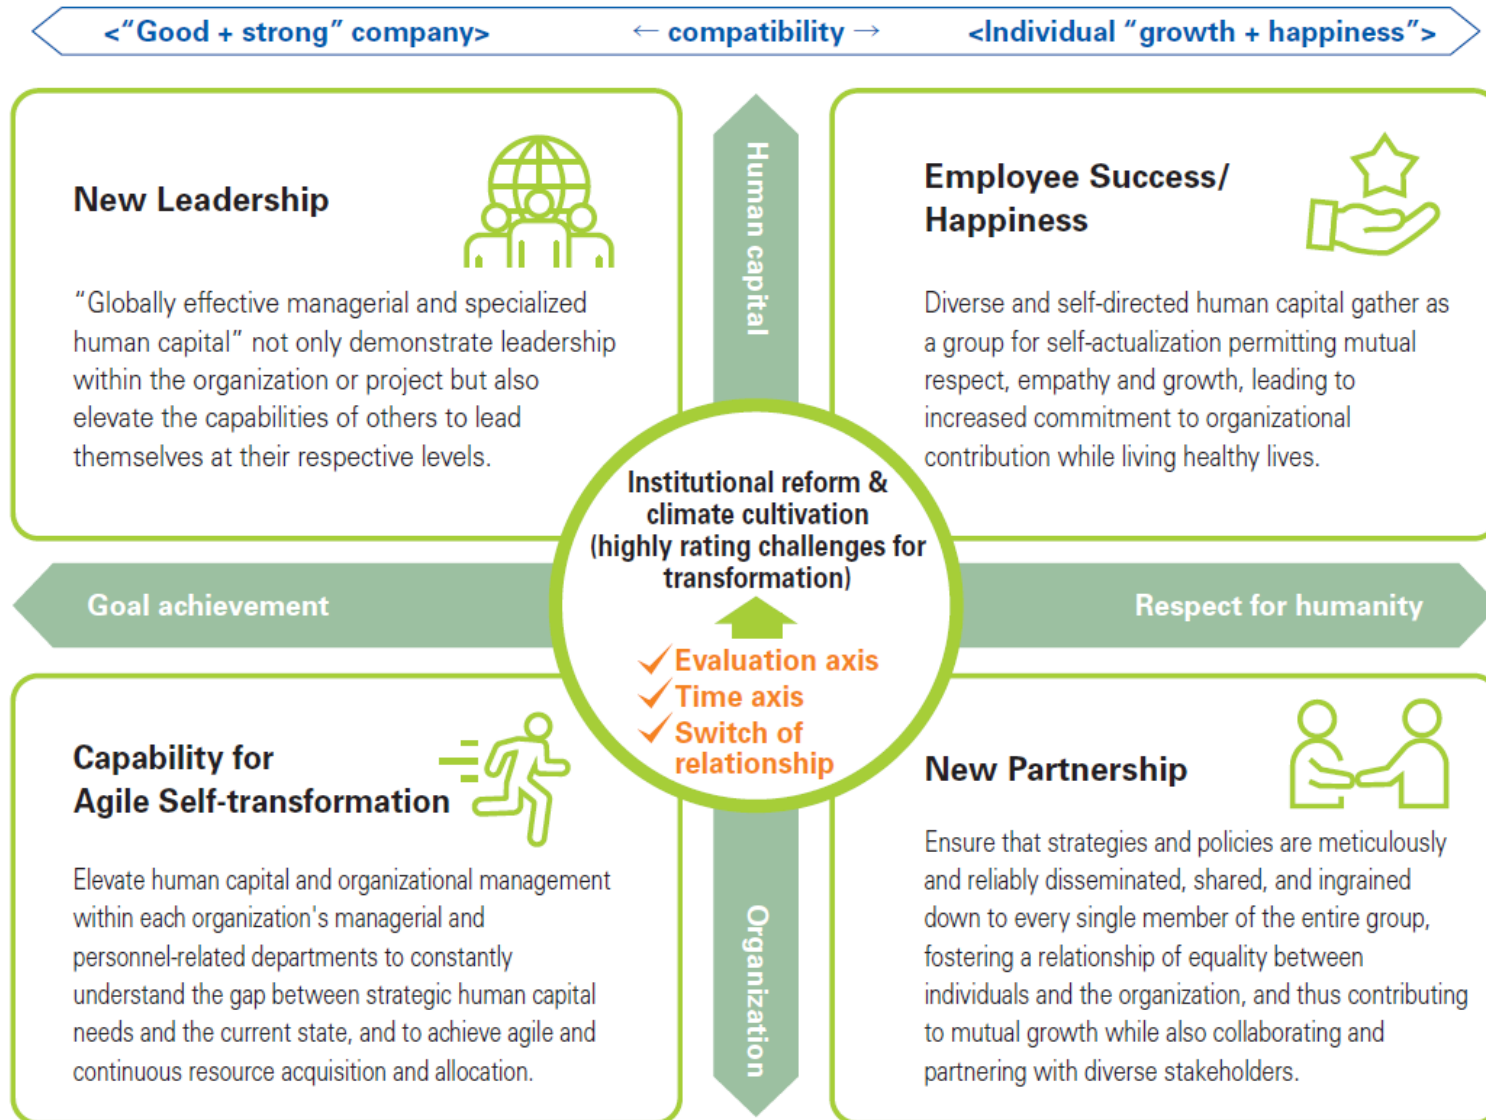 <“Good + strong” company>
← compatibility →
<Individual “growth + happiness”>
New Leadership
“Globally effective managerial and specialized
human capital” not only demonstrate leadership
within the organization or project but also
elevate the capabilities of others to lead
themselves at their respective levels.
Human capital
Employee Success/
Happiness
Diverse and self-directed human capital gather as
a group for self-actualization permitting mutual
respect, empathy and growth, leading to
increased commitment to organizational
contribution while living healthy lives.
Institutional reform &
climate cultivation
(highly rating challenges for
transformation)
Goal achievement
Respect for humanity
✓ Evaluation axis
✓ Time axis
✓ Switch of
relationship
Capability for
Agile Self-transformation
Elevate human capital and organizational management
within each organization's managerial and
personnel-related departments to constantly
understand the gap between strategic human capital
needs and the current state, and to achieve agile and
continuous resource acquisition and allocation.
Organization
New Partnership
Ensure that strategies and policies are meticulously
and reliably disseminated, shared, and ingrained
down to every single member of the entire group,
fostering a relationship of equality between
individuals and the organization, and thus contributing
to mutual growth while also collaborating and
partnering with diverse stakeholders.